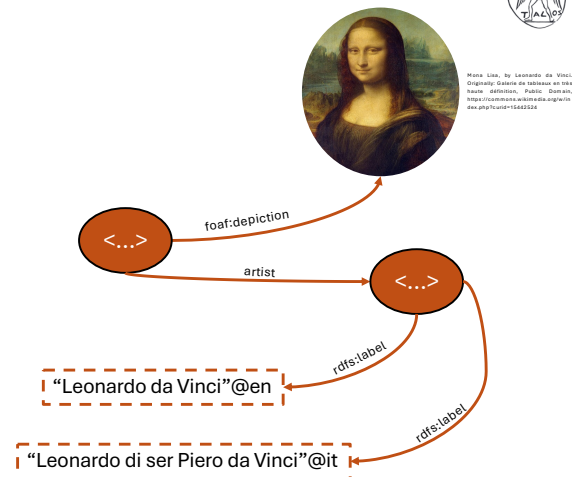 TALOS
Mona Lisa, by Leonardo da Vinci.
Originally: Galerie de tableaux en très
haute définition, Public Domain,
https://commons.wikimedia.org/w/in
dex.php?curid=15442524
foaf:depiction
<...>
artist
<...>
rdfs:label
“Leonardo da Vinci”@en
rdfs:label
“Leonardo di ser Piero da Vinci”@it